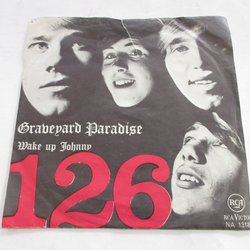 Graveyard Paradise
Wake up Johnny
126
RCA
RCA VICTOR